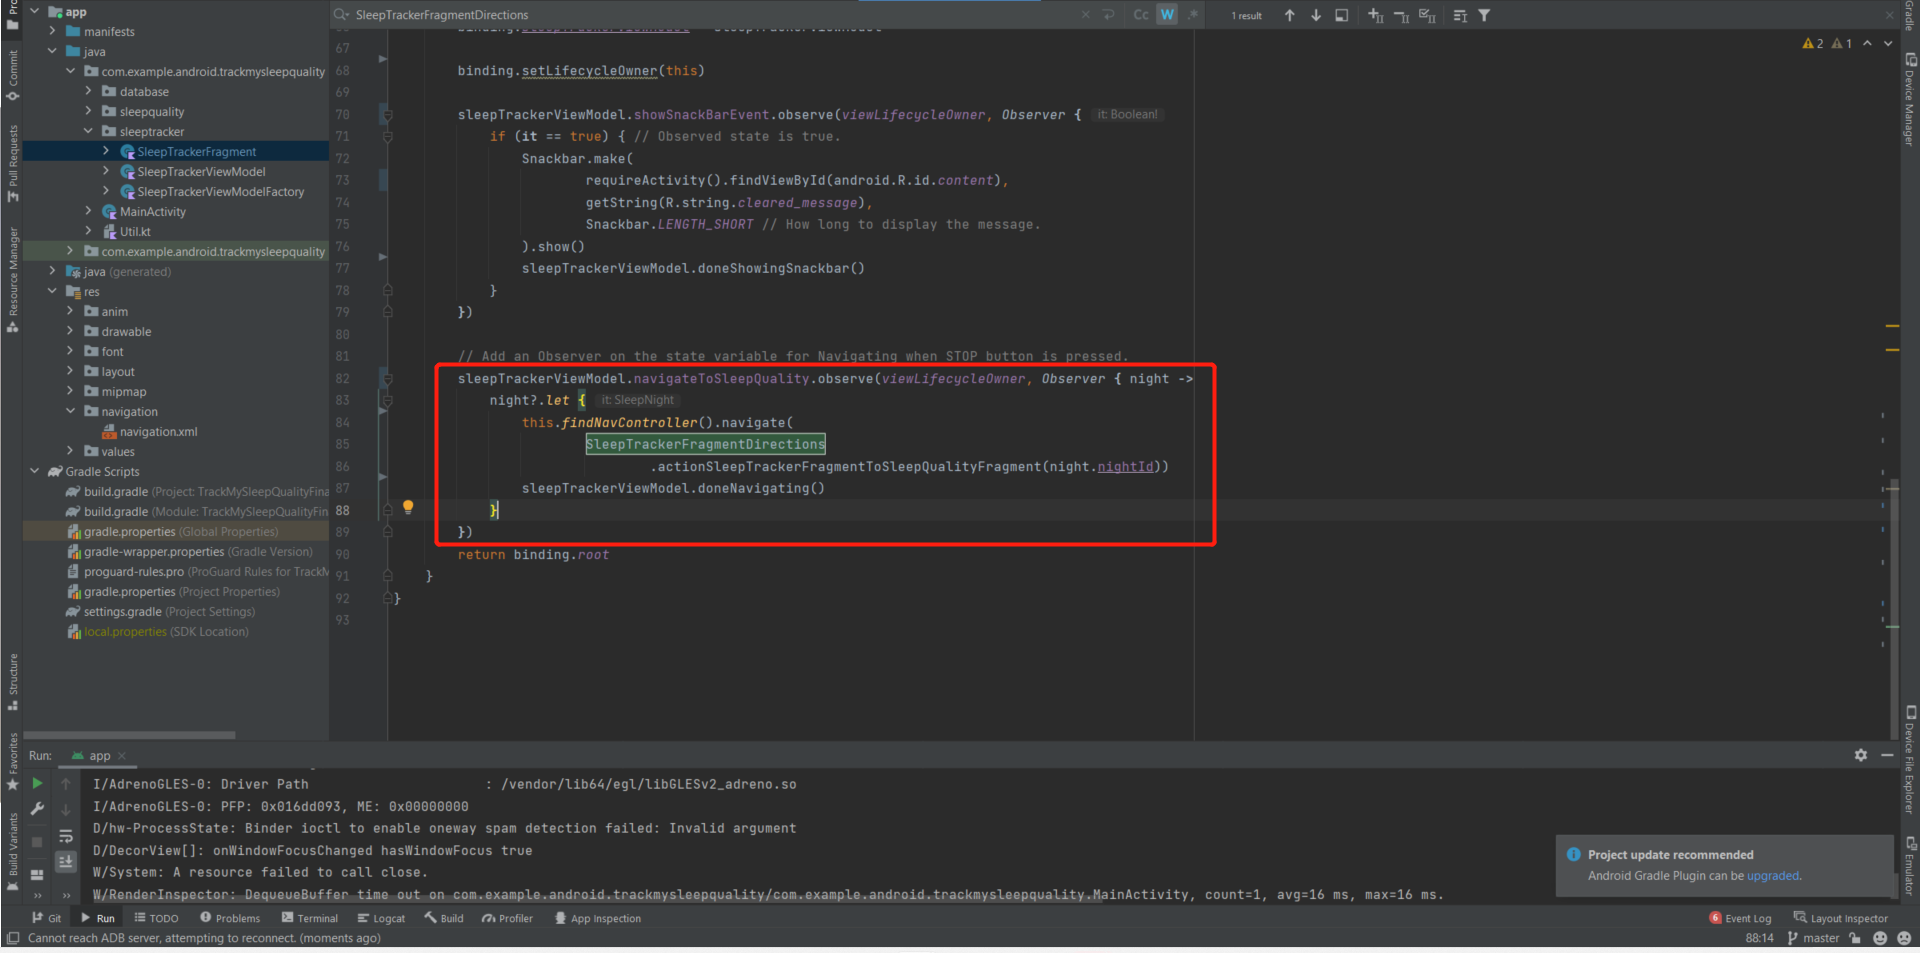 app
SleepTrackerFragmentDirections
Cc
W
1 result
manifests
java
com.example.android.trackmysleepquality
database
sleepquality
sleeptracker
SleepTrackerFragment
SleepTrackerViewModel
SleepTrackerViewModelFactory
MainActivity
Util.kt
com.example.android.trackmysleepquality
java (generated)
res
anim
drawable
font
layout
mipmap
navigation
navigation.xml
values
Gradle Scripts
build.gradle (Project: TrackMySleepQualityFina
build.gradle (Module: TrackMySleepQualityFin
gradle.properties (Global Properties)
gradle-wrapper.properties (Gradle Version)
proguard-rules.pro (ProGuard Rules for TrackM
gradle.properties (Project Properties)
settings.gradle (Project Settings)
local.properties (SDK Location)
Commit
Pull Requests
Resource Manager
Structure
Favorites
Build Variants
67
68 binding.setLifecycleOwner(this)
69
70 sleepTrackerViewModel.showSnackBarEvent.observe(viewLifecycleOwner, Observer { it: Boolean!
71 if (it == true) { // Observed state is true.
72 Snackbar.make(
73 requireActivity().findViewById(android.R.id.content),
74 getString(R.string.cleared_message),
75 Snackbar.LENGTH_SHORT // How long to display the message.
76 ).show()
77 sleepTrackerViewModel.doneShowingSnackbar()
78 }
79 })
80
81 // Add an Observer on the state variable for Navigating when STOP button is pressed.
82 sleepTrackerViewModel.navigateToSleepQuality.observe(viewLifecycleOwner, Observer { night ->
83 night?.let { it: SleepNight
84 this.findNavController().navigate(
85 SleepTrackerFragmentDirections
86 .actionSleepTrackerFragmentToSleepQualityFragment(night.nightId))
87 sleepTrackerViewModel.doneNavigating()
88 }
89 })
90 return binding.root
91 }
92 }
93
2 1
Gradle
Device Manager
Device File Explorer
Emulator
Run: app
I/AdrenoGLES-0: Driver Path : /vendor/lib64/egl/libGLESv2_adreno.so
I/AdrenoGLES-0: PFP: 0x016dd093, ME: 0x00000000
D/hw-ProcessState: Binder ioctl to enable oneway spam detection failed: Invalid argument
D/DecorView[]: onWindowFocusChanged hasWindowFocus true
W/System: A resource failed to call close.
W/RenderInspector: DequeueBuffer time out on com.example.android.trackmysleepquality/com.example.android.trackmysleepquality.MainActivity, count=1, avg=16 ms, max=16 ms.
Project update recommended
Android Gradle Plugin can be upgraded.
Git Run TODO Problems Terminal Logcat Build Profiler App Inspection
6 Event Log Layout Inspector
Cannot reach ADB server, attempting to reconnect. (moments ago)
88:14 master